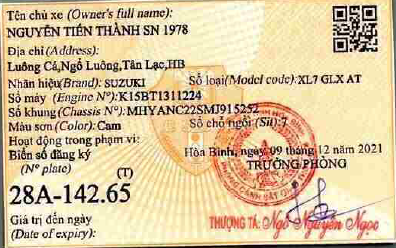 Tên chủ xe (Owner's full name):
NGUYỄN TIẾN THÀNH SN 1978
Địa chỉ (Address):
Luông Cá,Ngổ Luông,Tân Lạc,HB
Nhãn hiệu(Brand): SUZUKI Số loại(Model code): XL7 GLX AT
Số máy (Engine Nº):K15BT1311224
Số khung(Chassis Nº):MHYANC22SMJ915252
Màu sơn (Color):Cam Số chỗ ngồi (Sit):7
Hoạt động trong phạm vi:
Biển số đăng ký Hòa Bình, ngày 09 tháng 12 năm 2021
(Nº plate) TRƯỞNG PHÒNG
(T)
28A-142.65
Giá trị đến ngày
(Date of expiry):
THƯỢNG TÁ: Ngô Nguyên Ngọc